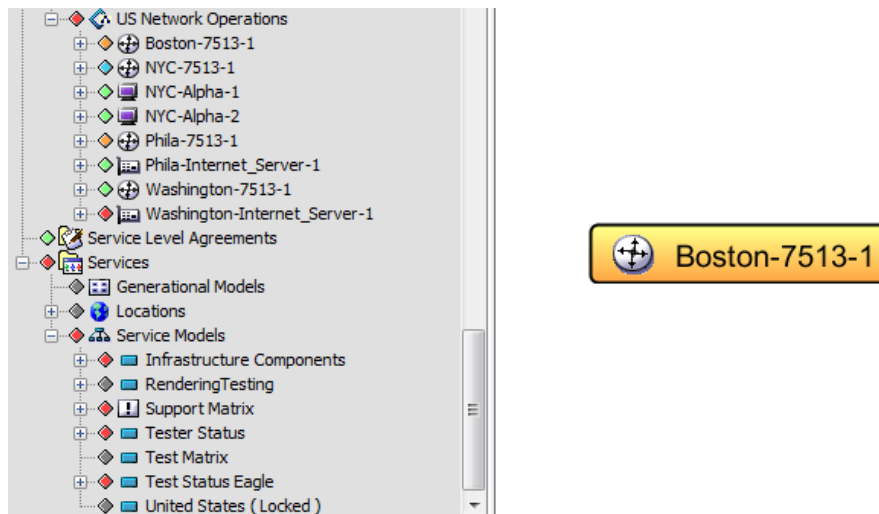 US Network Operations
Boston-7513-1
NYC-7513-1
NYC-Alpha-1
NYC-Alpha-2
Phila-7513-1
Phila-Internet_Server-1
Washington-7513-1
Washington-Internet_Server-1
Service Level Agreements
Services
Generational Models
Locations
Service Models
Infrastructure Components
RenderingTesting
Support Matrix
Tester Status
Test Matrix
Test Status Eagle
United States ( Locked )
Boston-7513-1